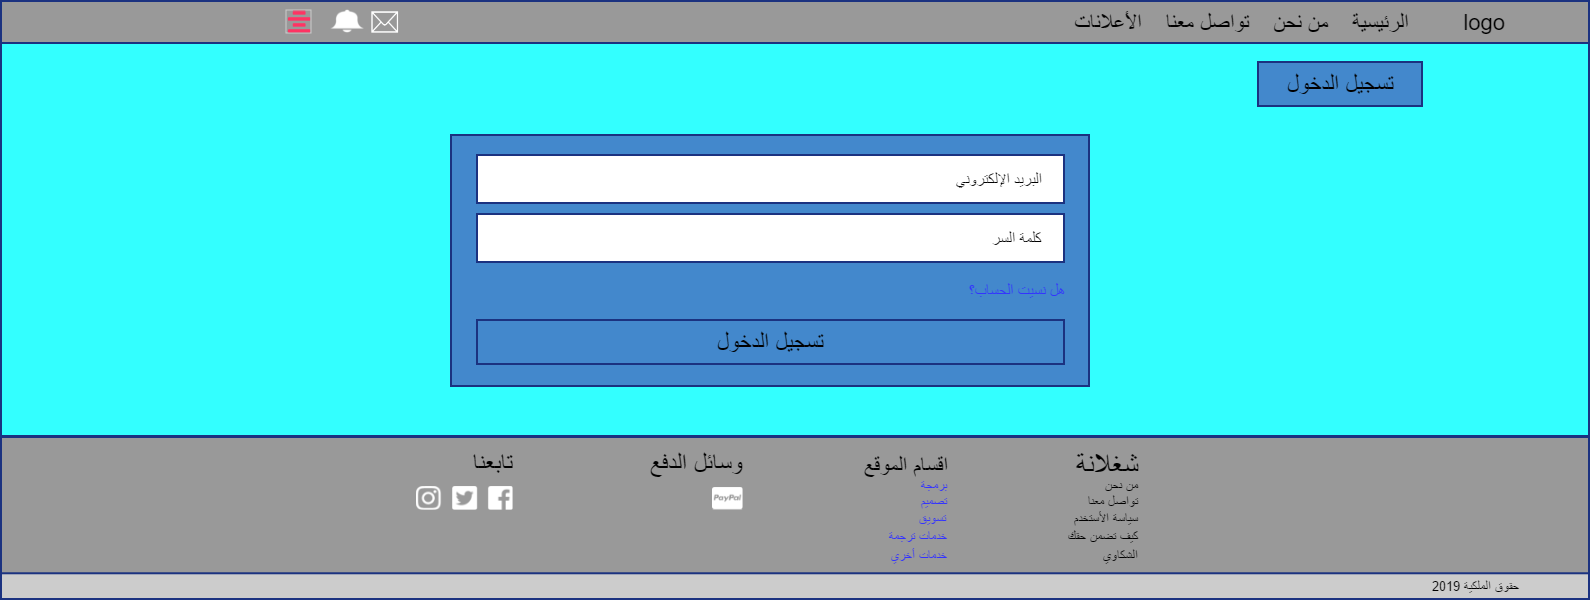 logo
الرئيسية
من نحن
تواصل معنا
الأعلانات
تسجيل الدخول
البريد الإلكتروني
كلمة السر
هل نسيت الحساب؟
تسجيل الدخول
شغلانة
من نحن
تواصل معنا
سياسة الأستخدم
كيف تضمن حقك
الشكاوي
اقسام الموقع
برمجة
تصميم
تسويق
خدمات ترجمة
خدمات أخري
وسائل الدفع
PayPal
تابعنا
حقوق الملكية 2019